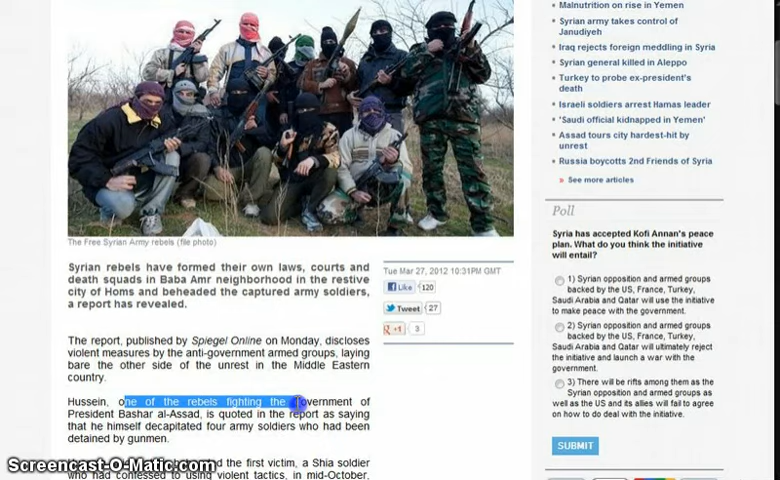 The Free Syrian Army rebels (file photo)
Syrian rebels have formed their own laws, courts and
death squads in Baba Amr neighborhood in the restive
city of Homs and beheaded the captured army soldiers,
a report has revealed.
Tue Mar 27, 2012 10:31PM GMT
Like 120
Tweet 27
+1 3
The report, published by Spiegel Online on Monday, discloses
violent measures by the anti-government armed groups, laying
bare the other side of the unrest in the Middle Eastern
country.
Hussein, one of the rebels fighting the government of
President Bashar al-Assad, is quoted in the report as saying
that he himself decapitated four army soldiers who had been
detained by gunmen.
the first victim, a Shia soldier
who had confessed to using violent tactics, in mid-October,
Malnutrition on rise in Yemen
Syrian army takes control of
Janudiyeh
Iraq rejects foreign meddling in Syria
Syrian general killed in Aleppo
Turkey to probe ex-president's
death
Israeli soldiers arrest Hamas leader
'Saudi official kidnapped in Yemen'
Assad tours city hardest-hit by
unrest
Russia boycotts 2nd Friends of Syria
See more articles
Poll
Syria has accepted Kofi Annan's peace
plan. What do you think the initiative
will entail?
1) Syrian opposition and armed groups
backed by the US, France, Turkey,
Saudi Arabia and Qatar will use the initiative
to make peace with the government.
2) Syrian opposition and armed groups
backed by the US, France, Turkey,
Saudi Arabia and Qatar will ultimately reject
the initiative and launch a war with the
government.
3) There will be rifts among them as the
Syrian opposition and armed groups as
well as the US and its allies will fail to agree
on how to do deal with the initiative.
SUBMIT
Screencast-O-Matic.com